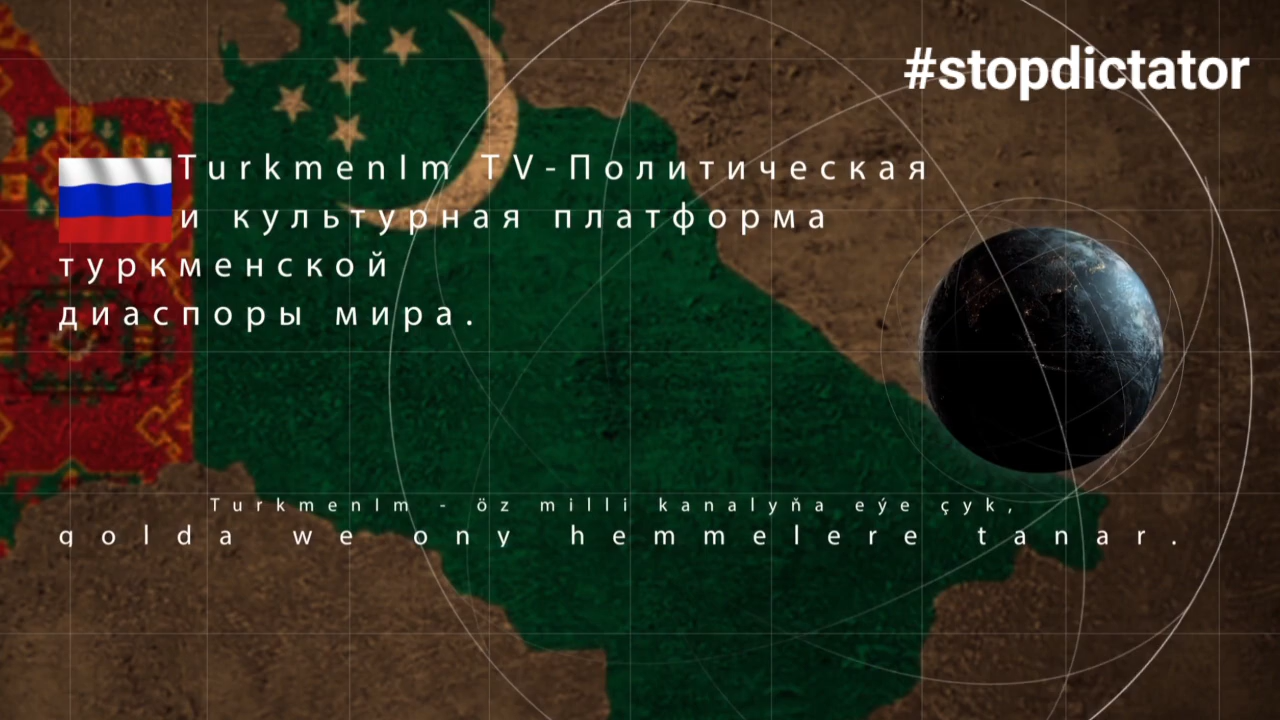 #stopdictator
TurkmenIm TV-Политическая
и культурная платформа
туркменской
диаспоры мира.
TurkmenIm - öz milli kanalyňa eýe çyk,
qolda we ony hemmelere tanar.